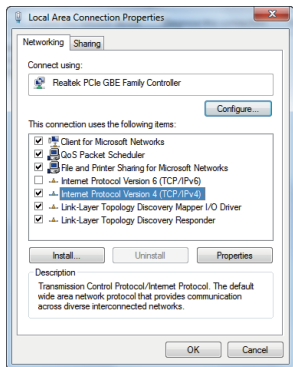 Local Area Connection Properties
Networking Sharing
Connect using:
Realtek PCIe GBE Family Controller
Configure...
This connection uses the following items:
Client for Microsoft Networks
QoS Packet Scheduler
File and Printer Sharing for Microsoft Networks
Internet Protocol Version 6 (TCP/IPv6)
Internet Protocol Version 4 (TCP/IPv4)
Link-Layer Topology Discovery Mapper I/O Driver
Link-Layer Topology Discovery Responder
Install... Uninstall Properties
Description
Transmission Control Protocol/Internet Protocol. The default
wide area network protocol that provides communication
across diverse interconnected networks.
OK Cancel